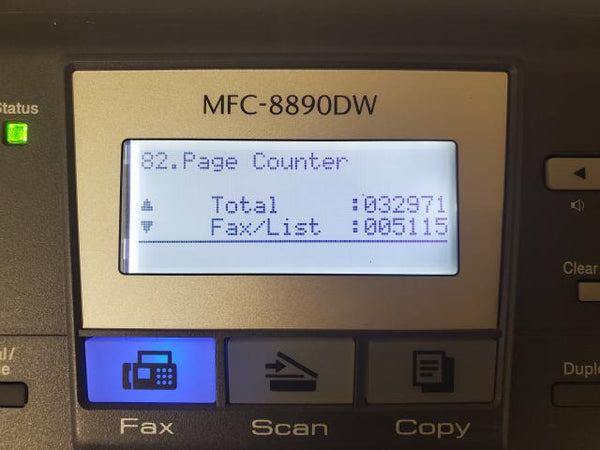 MFC-8890DW
Status
82.Page Counter
Total :032971
Fax/List :005115
Clear
Fax Scan Copy